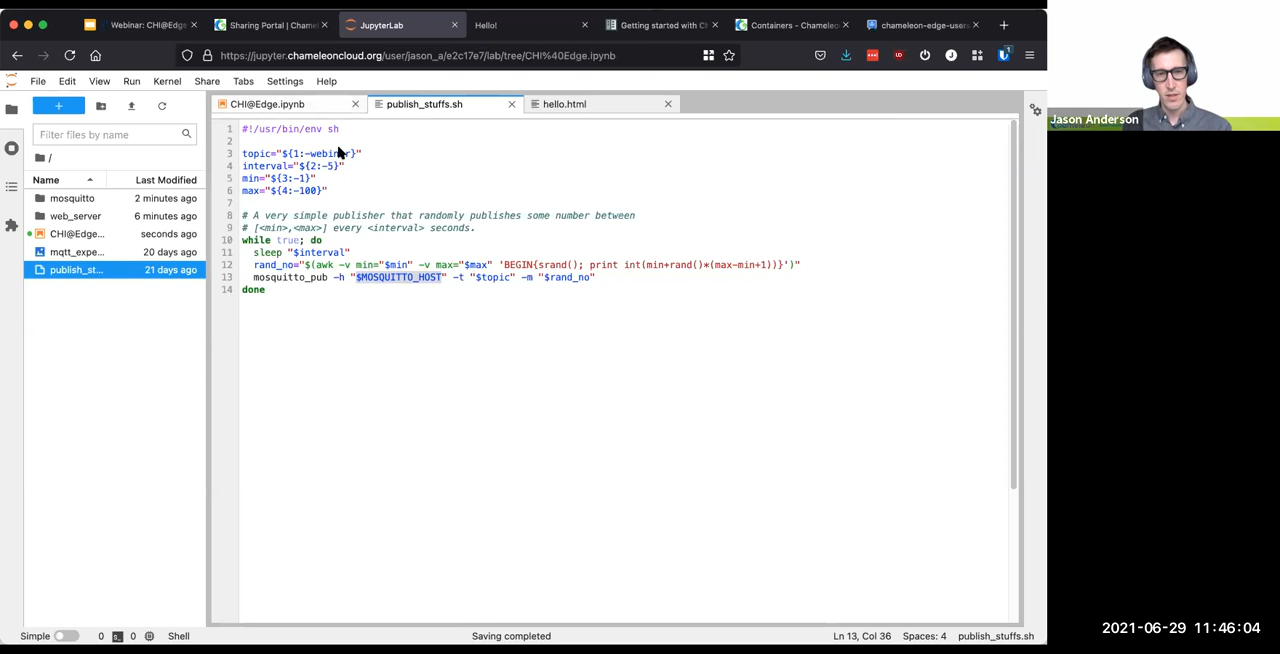 Webinar: CHI@Edge
Sharing Portal | Chamel
JupyterLab
Hello!
Getting started with C
Containers - Chameleo
chameleon-edge-users
https://jupyter.chameleoncloud.org/user/jason_a/e2c17e7/lab/tree/CHI%40Edge.ipynb
File Edit View Run Kernel Share Tabs Settings Help
CHI@Edge.ipynb
publish_stuffs.sh
hello.html
Filter files by name
/
Name Last Modified
mosquitto 2 minutes ago
web_server 6 minutes ago
CHI@Edge... seconds ago
mqtt_expe... 20 days ago
publish_st... 21 days ago
1 #!/usr/bin/env sh
2
3 topic="${1:-webinar}"
4 interval="${2:-5}"
5 min="${3:-1}"
6 max="${4:-100}"
7
8 # A very simple publisher that randomly publishes some number between
9 # [<min>,<max>] every <interval> seconds.
10 while true; do
11 sleep "$interval"
12 rand_no="$(awk -v min="$min" -v max="$max" 'BEGIN{srand(); print int(min+rand()*(max-min+1))}')"
13 mosquitto_pub -h "$MOSQUITTO_HOST" -t "$topic" -m "$rand_no"
14 done
Simple 0 0 Shell Saving completed Ln 13, Col 36 Spaces: 4 publish_stuffs.sh
Jason Anderson
2021-06-29 11:46:04